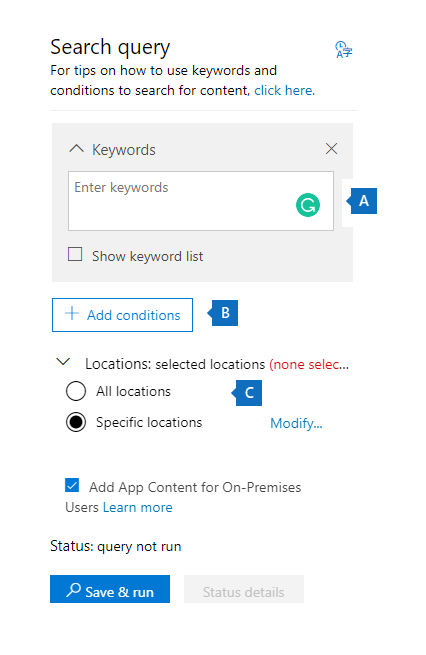 Search query
For tips on how to use keywords and
conditions to search for content, click here.
Keywords
Enter keywords
A
Show keyword list
+ Add conditions
B
Locations: selected locations (none selec...
All locations
C
Specific locations
Modify...
Add App Content for On-Premises
Users Learn more
Status: query not run
Save & run
Status details